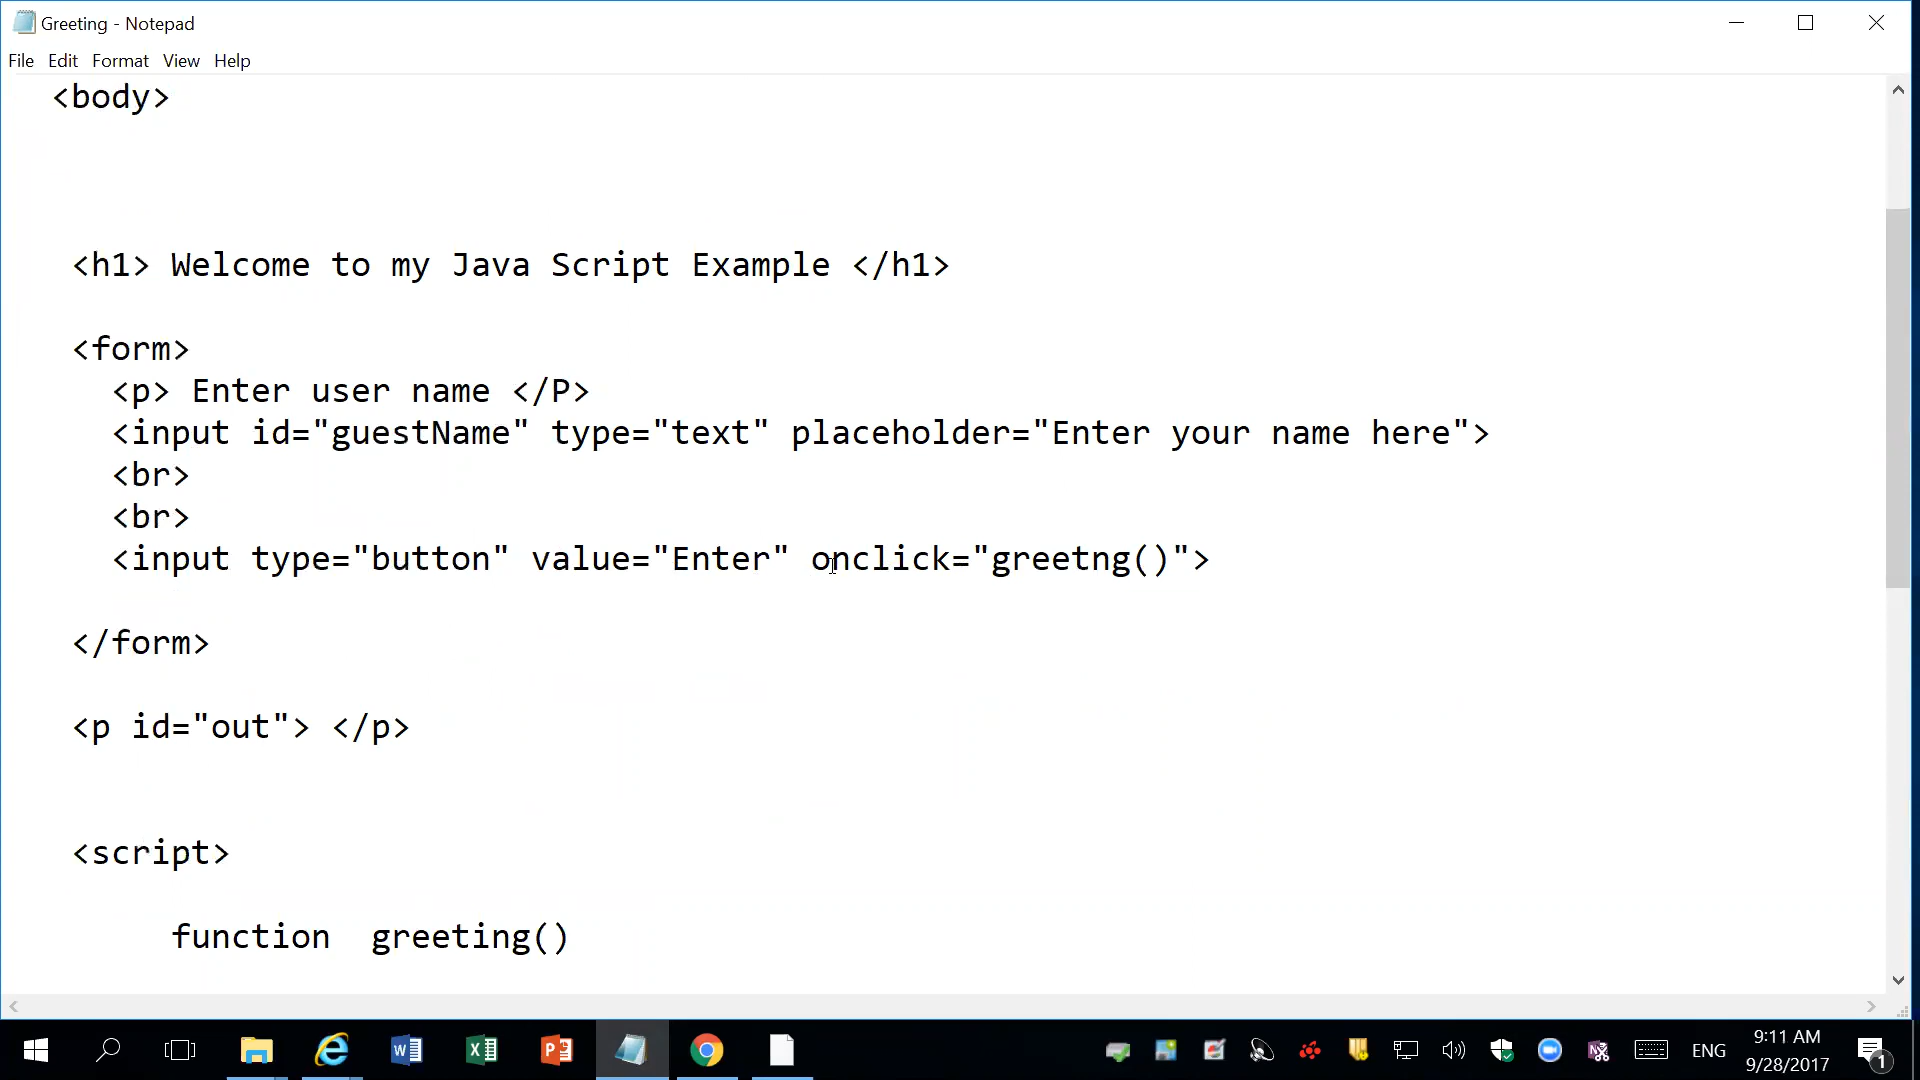 Greeting - Notepad
File Edit Format View Help
<body>
<h1> Welcome to my Java Script Example </h1>
<form>
<p> Enter user name </P>
<input id="guestName" type="text" placeholder="Enter your name here">
<br>
<br>
<input type="button" value="Enter" onclick="greetng()">
</form>
<p id="out"> </p>
<script>
function  greeting()
ENG
9:11 AM
9/28/2017
1